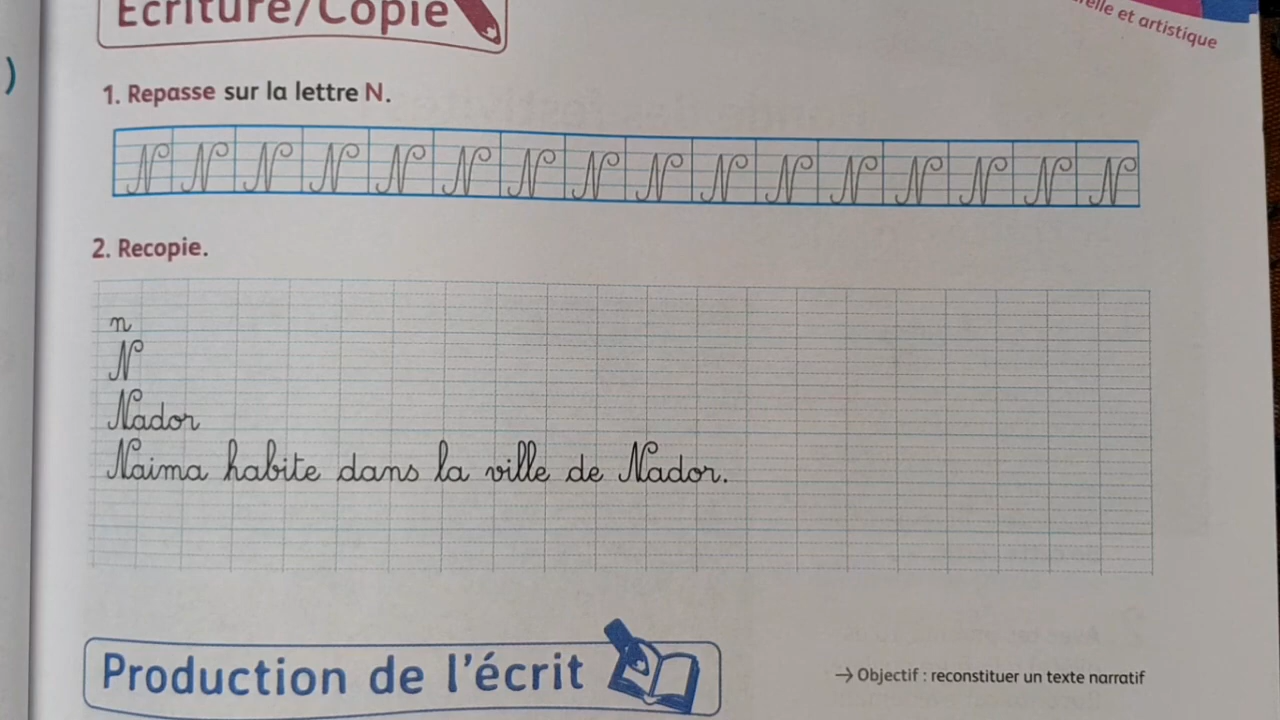 Ecriture/Copie
et artistique
)
1. Repasse sur la lettre N.
N N N N N N N N N N N N N N N N
2. Recopie.
n
N
Nador
Naima habite dans la ville de Nador.
Production de l'écrit
→ Objectif : reconstituer un texte narratif